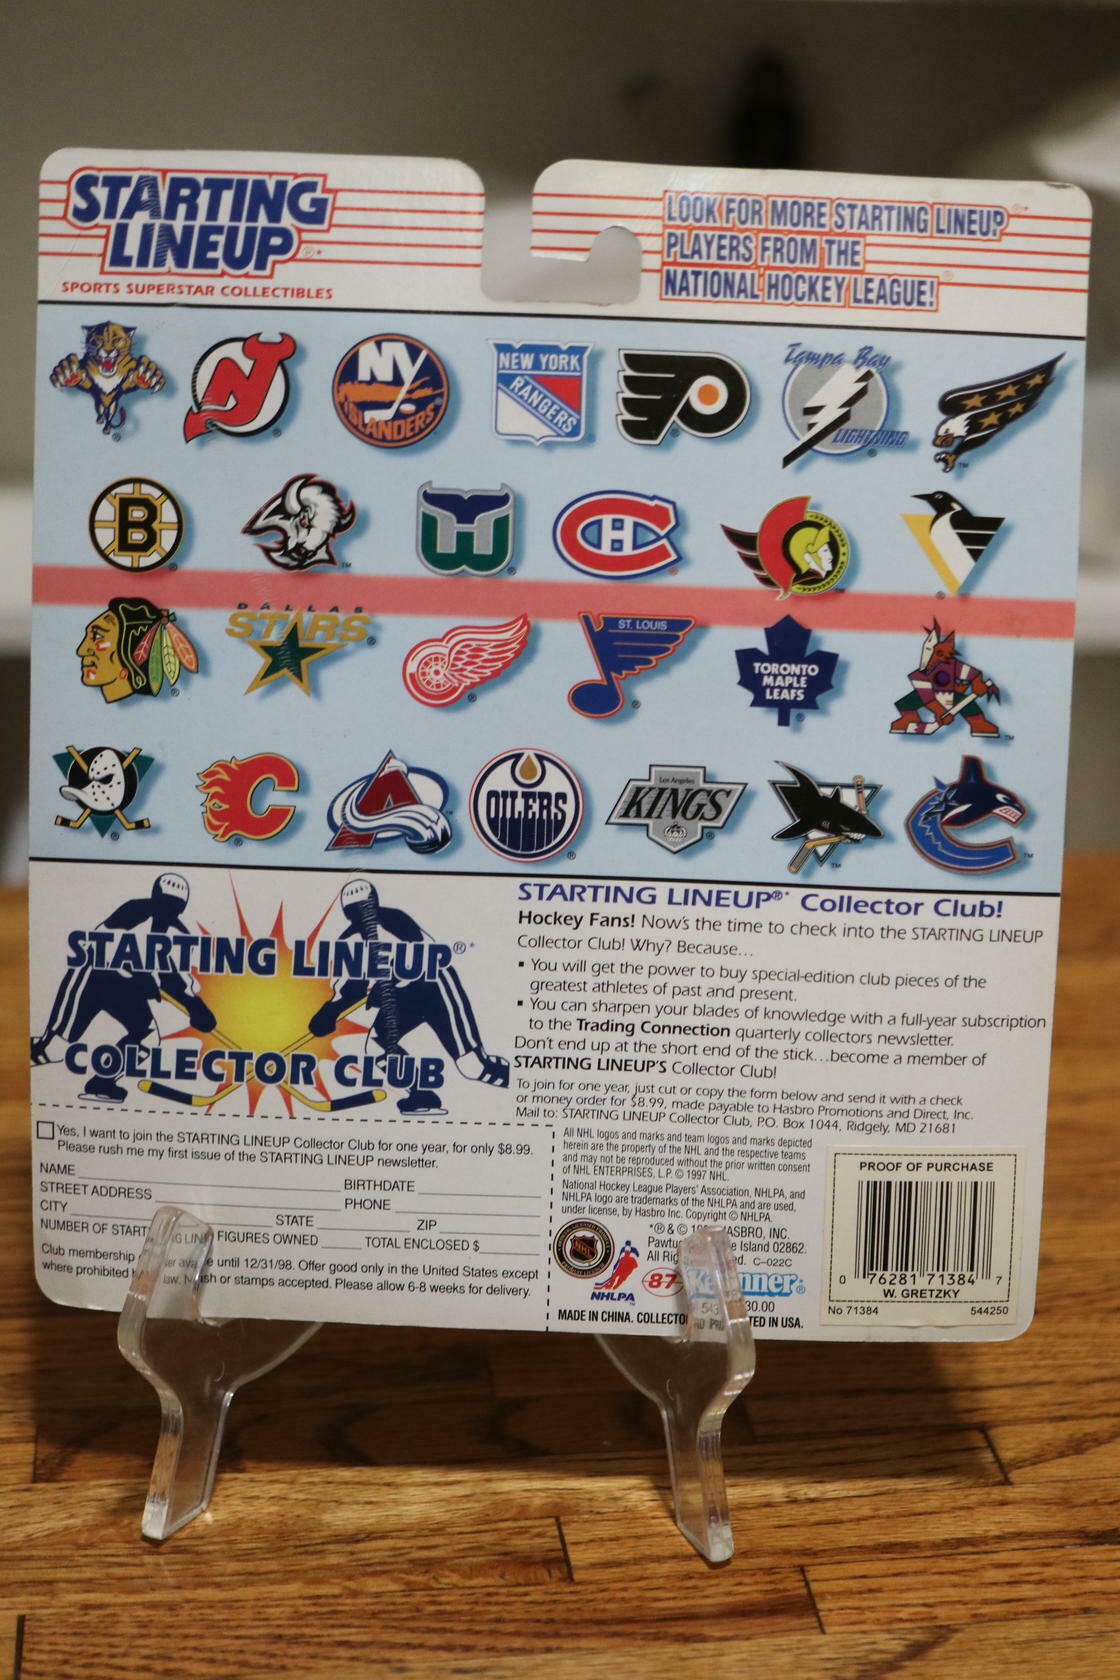 STARTING
LINEUP®*
SPORTS SUPERSTAR COLLECTIBLES
LOOK FOR MORE STARTING LINEUP®*
PLAYERS FROM THE
NATIONAL HOCKEY LEAGUE!
NY
ISLANDERS
NEW YORK
RANGERS
Tampa Bay
LIGHTNING
B
DALLAS
STARS
ST. LOUIS
TORONTO
MAPLE
LEAFS
OILERS
Los Angeles
KINGS
STARTING LINEUP®*
COLLECTOR CLUB
STARTING LINEUP®* Collector Club!
Hockey Fans! Now's the time to check into the STARTING LINEUP
Collector Club! Why? Because...
▪ You will get the power to buy special-edition club pieces of the
greatest athletes of past and present.
▪ You can sharpen your blades of knowledge with a full-year subscription
to the Trading Connection quarterly collectors newsletter.
Don't end up at the short end of the stick...become a member of
STARTING LINEUP'S Collector Club!
To join for one year, just cut or copy the form below and send it with a check
or money order for $8.99, made payable to Hasbro Promotions and Direct, Inc.
Mail to: STARTING LINEUP Collector Club, P.O. Box 1044, Ridgely, MD 21681
Yes, I want to join the STARTING LINEUP Collector Club for one year, for only $8.99.
Please rush me my first issue of the STARTING LINEUP newsletter.
NAME BIRTHDATE
STREET ADDRESS PHONE
CITY STATE ZIP
NUMBER OF STARTING LINEUP FIGURES OWNED TOTAL ENCLOSED $
Club membership until 12/31/98. Offer good only in the United States except
where prohibited law. or stamps accepted. Please allow 6-8 weeks for delivery.
All NHL logos and marks and team logos and marks depicted
herein are the property of the NHL and the respective teams
and may not be reproduced without the prior written consent
of NHL ENTERPRISES, L.P. © 1997 NHL.
National Hockey League Players' Association, NHLPA, and
NHLPA logo are trademarks of the NHLPA and are used,
under license, by Hasbro Inc. Copyright © NHLPA.
*® & © HASBRO, INC.
Island 02862.
All C-022C
NHL
NHLPA
87
Kenner®
30.00
MADE IN CHINA. IN USA.
PROOF OF PURCHASE
0 76281 71384 7
W. GRETZKY
No 71384 544250